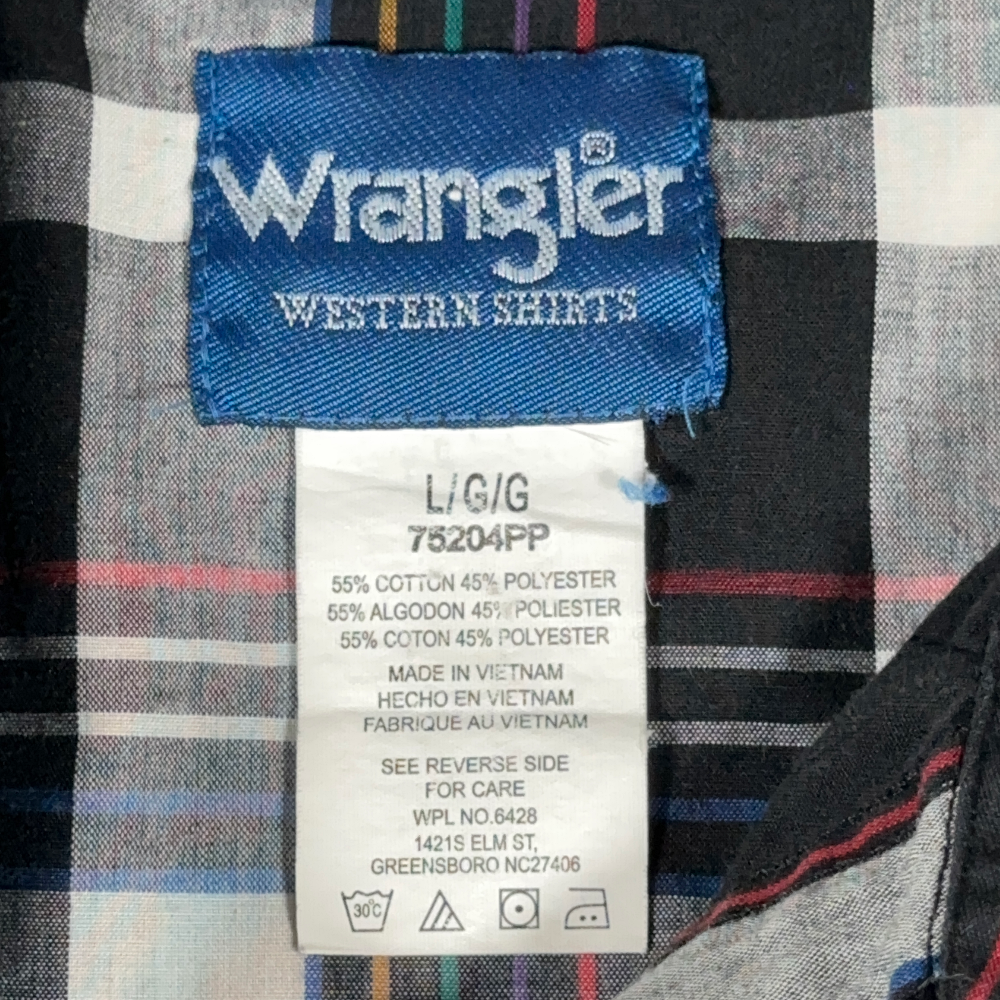 Wrangler®
WESTERN SHIRTS
L/G/G
75204PP
55% COTTON 45% POLYESTER
55% ALGODON 45% POLIESTER
55% COTON 45% POLYESTER
MADE IN VIETNAM
HECHO EN VIETNAM
FABRIQUE AU VIETNAM
SEE REVERSE SIDE
FOR CARE
WPL NO.6428
1421S ELM ST,
GREENSBORO NC27406
30°C